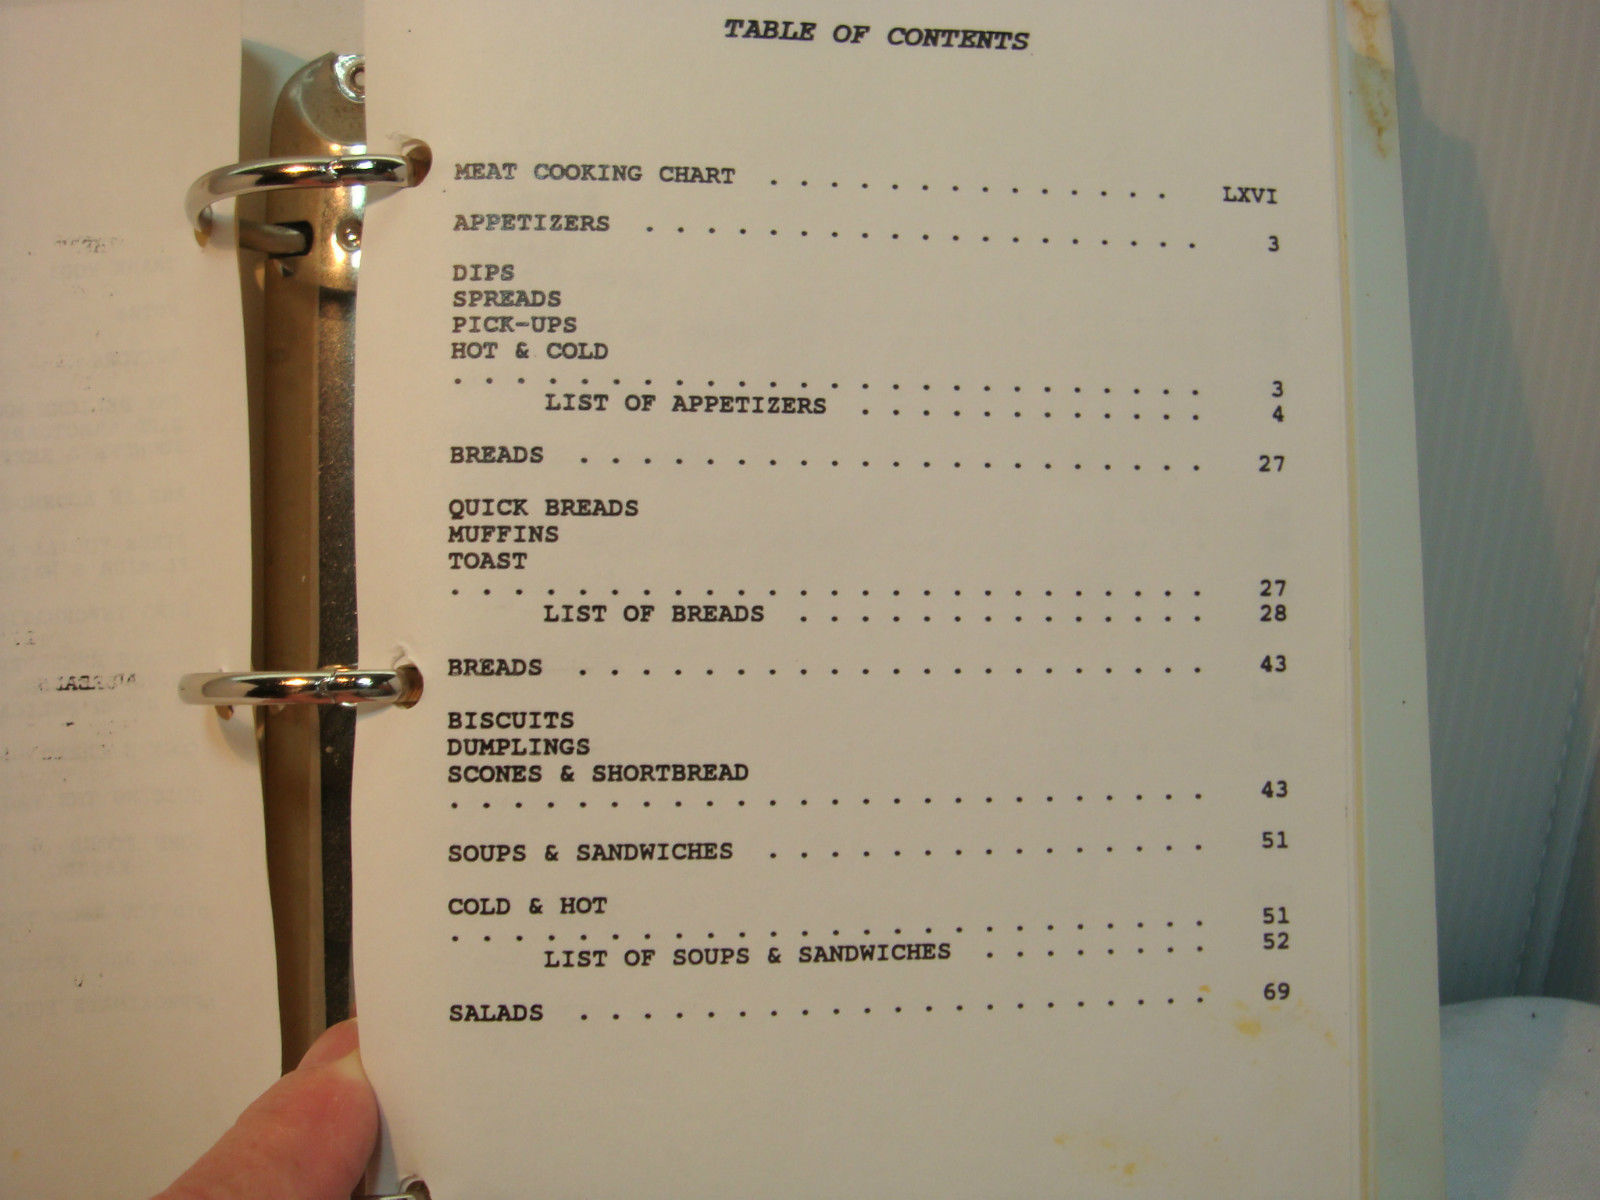 TABLE OF CONTENTS
MEAT COOKING CHART . . . . . . . . . . . . . . LXVI
APPETIZERS . . . . . . . . . . . . . . . . . . . 3
DIPS
SPREADS
PICK-UPS
HOT & COLD
. . . . . . . . . . . . . . . . . . . . . . . . . 3
LIST OF APPETIZERS . . . . . . . . . . . . 4
BREADS . . . . . . . . . . . . . . . . . . . . . 27
QUICK BREADS
MUFFINS
TOAST
. . . . . . . . . . . . . . . . . . . . . . . . . 27
LIST OF BREADS . . . . . . . . . . . . . . 28
BREADS . . . . . . . . . . . . . . . . . . . . . 43
BISCUITS
DUMPLINGS
SCONES & SHORTBREAD
. . . . . . . . . . . . . . . . . . . . . . . . . 43
SOUPS & SANDWICHES . . . . . . . . . . . . . . . 51
COLD & HOT
. . . . . . . . . . . . . . . . . . . . . . . . . 51
LIST OF SOUPS & SANDWICHES . . . . . . . . 52
SALADS . . . . . . . . . . . . . . . . . . . . . 69